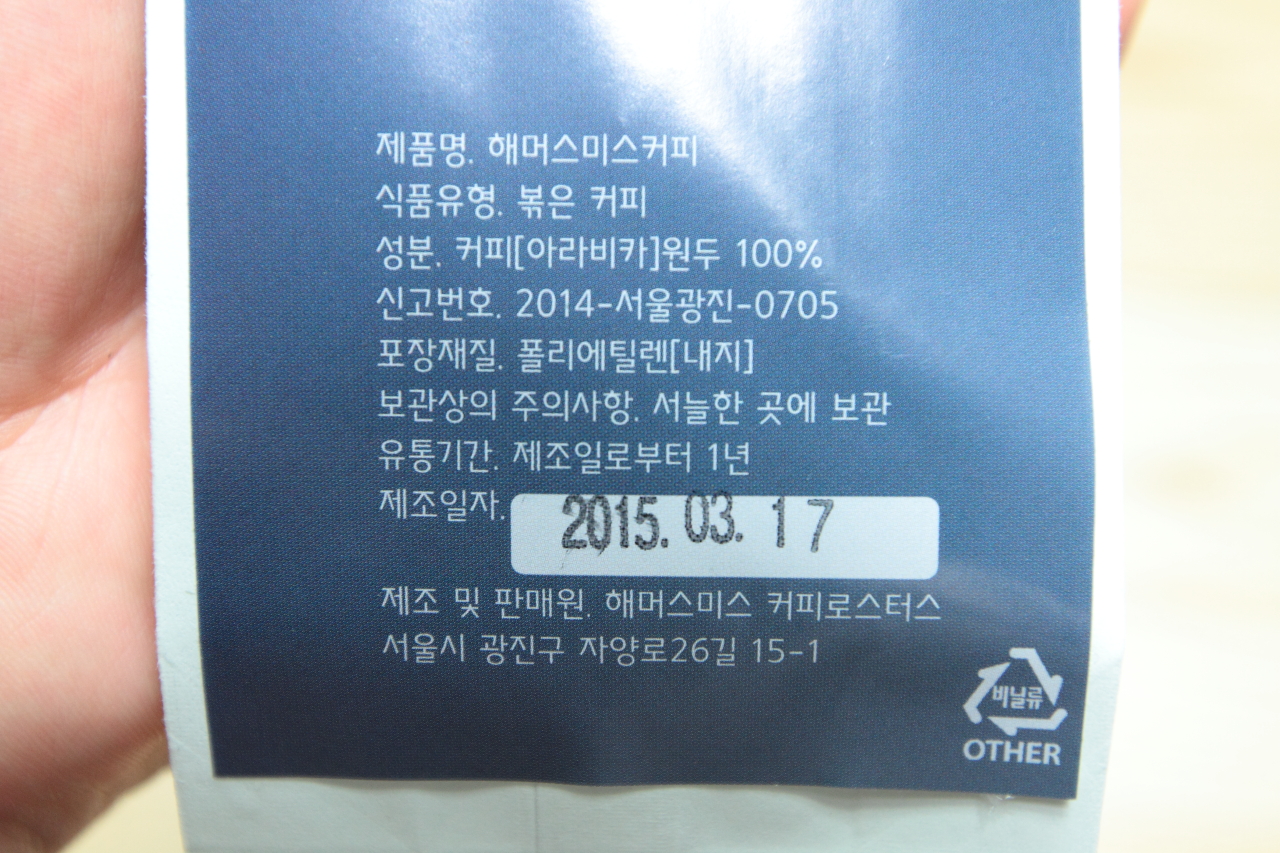 제품명. 해머스미스커피
식품유형. 볶은 커피
성분. 커피[아라비카]원두 100%
신고번호. 2014-서울광진-0705
포장재질. 폴리에틸렌[내지]
보관상의 주의사항. 서늘한 곳에 보관
유통기간. 제조일로부터 1년
제조일자. 2015. 03. 17
제조 및 판매원. 해머스미스 커피로스터스
서울시 광진구 자양로26길 15-1
비닐류
OTHER